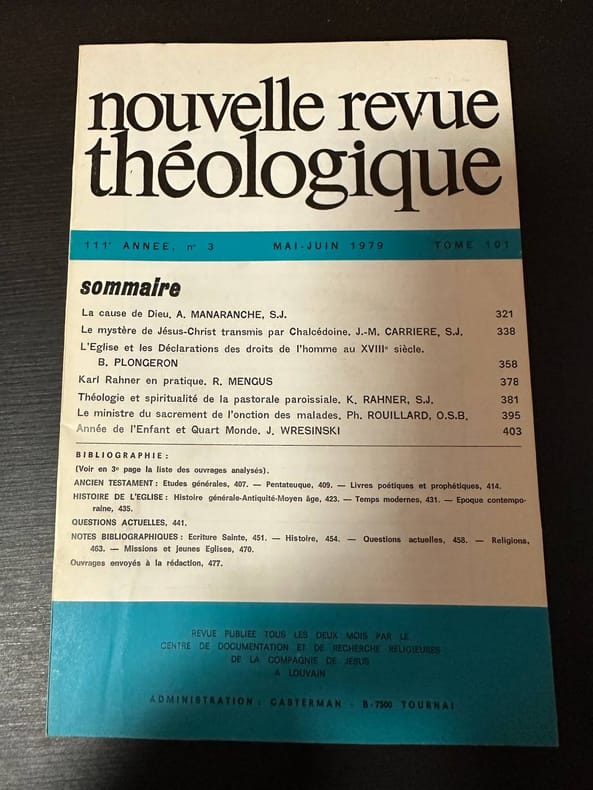 nouvelle revue
théologique
111e ANNEE, n° 3 MAI-JUIN 1979 TOME 101
sommaire
La cause de Dieu. A. MANARANCHE, S.J. 321
Le mystère de Jésus-Christ transmis par Chalcédoine. J.-M. CARRIERE, S.J. 338
L'Eglise et les Déclarations des droits de l'homme au XVIIIe siècle.
B. PLONGERON 358
Karl Rahner en pratique. R. MENGUS 378
Théologie et spiritualité de la pastorale paroissiale. K. RAHNER, S.J. 381
Le ministre du sacrement de l'onction des malades. Ph. ROUILLARD, O.S.B. 395
Année de l'Enfant et Quart Monde. J. WRESINSKI 403
BIBLIOGRAPHIE :
(Voir en 3e page la liste des ouvrages analysés).
ANCIEN TESTAMENT : Etudes générales, 407. — Pentateuque, 409. — Livres poétiques et prophétiques, 414.
HISTOIRE DE L'EGLISE : Histoire générale-Antiquité-Moyen âge, 423. — Temps modernes, 431. — Epoque contempo-
raine, 435.
QUESTIONS ACTUELLES, 441.
NOTES BIBLIOGRAPHIQUES : Ecriture Sainte, 451. — Histoire, 454. — Questions actuelles, 458. — Religions,
463. — Missions et jeunes Eglises, 470.
Ouvrages envoyés à la rédaction, 477.
REVUE PUBLIEE TOUS LES DEUX MOIS PAR LE
CENTRE DE DOCUMENTATION ET DE RECHERCHE RELIGIEUSES
DE LA COMPAGNIE DE JESUS
A LOUVAIN
ADMINISTRATION : CASTERMAN - B-7500 TOURNAI